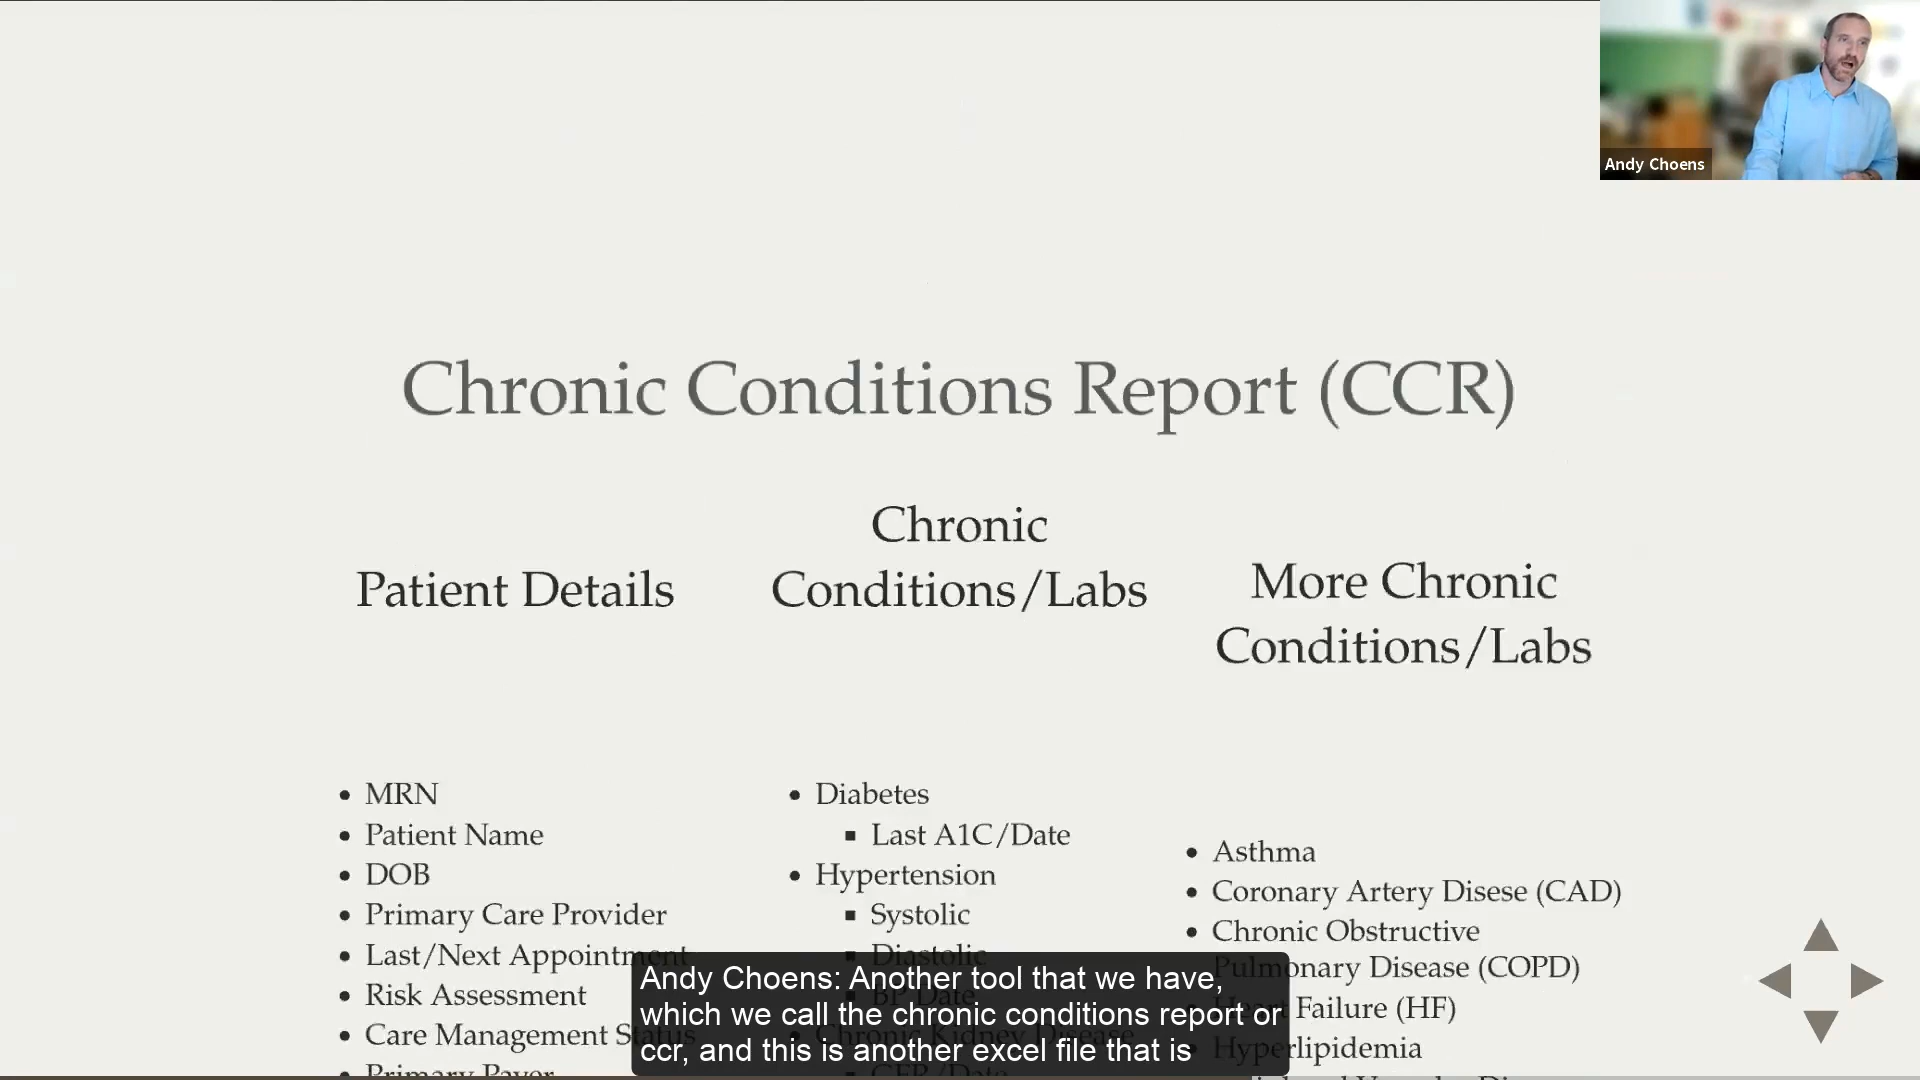 Andy Choens
Chronic Conditions Report (CCR)
Patient Details
Chronic
Conditions/Labs
More Chronic
Conditions/Labs
MRN
Patient Name
DOB
Primary Care Provider
Last/Next Appointment
Risk Assessment
Care Management Status
Primary Payor
Diabetes
Last A1C/Date
Hypertension
Systolic
Diastolic
BP Date
Chronic Kidney Disease
GFR/Date
Asthma
Coronary Artery Disese (CAD)
Chronic Obstructive
Pulmonary Disease (COPD)
Heart Failure (HF)
Hyperlipidemia
Andy Choens: Another tool that we have,
which we call the chronic conditions report or
ccr, and this is another excel file that is